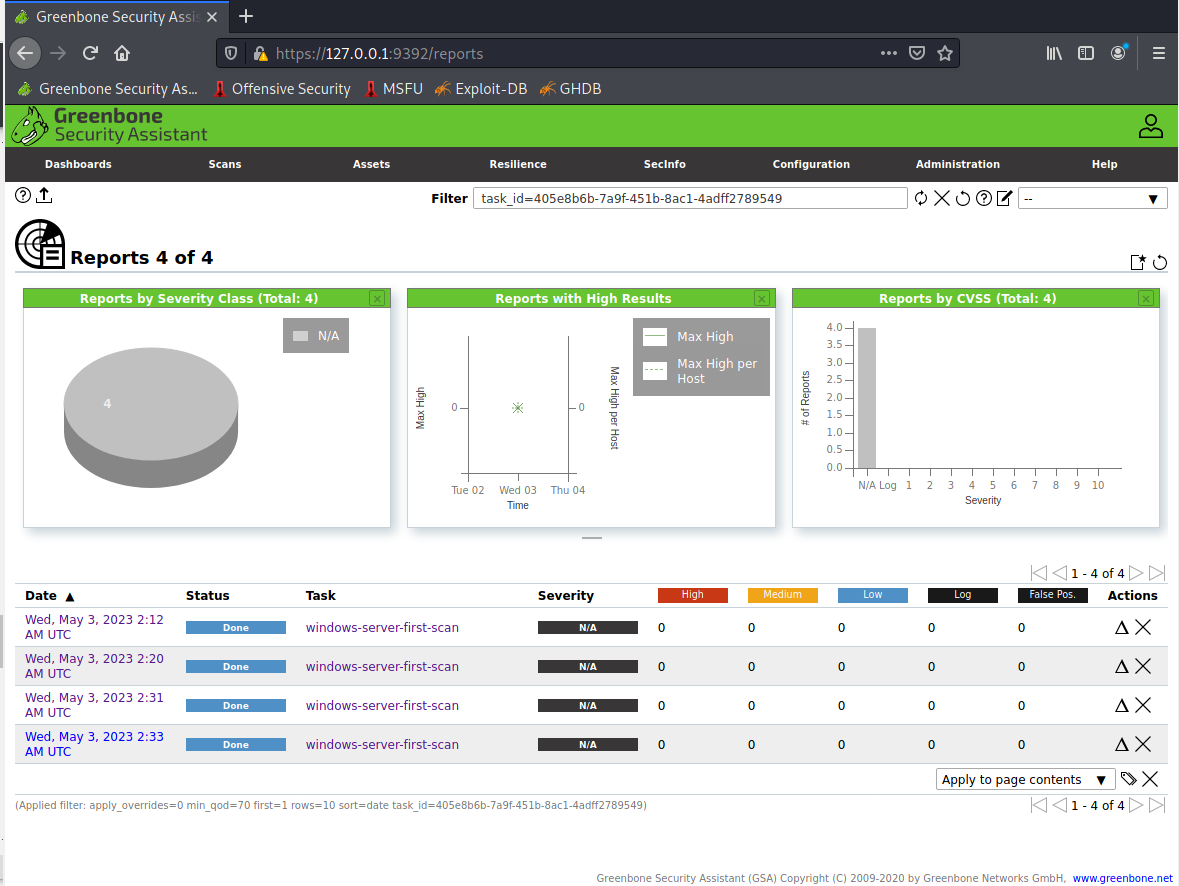 Greenbone Security Assis
https://127.0.0.1:9392/reports
Greenbone Security As... Offensive Security MSFU Exploit-DB GHDB
Greenbone
Security Assistant
Dashboards Scans Assets Resilience SecInfo Configuration Administration Help
Filter task_id=405e8b6b-7a9f-451b-8ac1-4adff2789549 --
Reports 4 of 4
Reports by Severity Class (Total: 4)
N/A
4
Reports with High Results
Max High
Max High per
Host
Max High
0
0
Max High per Host
Tue 02 Wed 03 Thu 04
Time
Reports by CVSS (Total: 4)
# of Reports
4.0
3.5
3.0
2.5
2.0
1.5
1.0
0.5
0.0
N/A Log 1 2 3 4 5 6 7 8 9 10
Severity
1 - 4 of 4
Date ▲ Status Task Severity High Medium Low Log False Pos. Actions
Wed, May 3, 2023 2:12
AM UTC Done windows-server-first-scan N/A 0 0 0 0 0
Wed, May 3, 2023 2:20
AM UTC Done windows-server-first-scan N/A 0 0 0 0 0
Wed, May 3, 2023 2:31
AM UTC Done windows-server-first-scan N/A 0 0 0 0 0
Wed, May 3, 2023 2:33
AM UTC Done windows-server-first-scan N/A 0 0 0 0 0
Apply to page contents ▼
(Applied filter: apply_overrides=0 min_qod=70 first=1 rows=10 sort=date task_id=405e8b6b-7a9f-451b-8ac1-4adff2789549) 1 - 4 of 4
Greenbone Security Assistant (GSA) Copyright (C) 2009-2020 by Greenbone Networks GmbH, www.greenbone.net